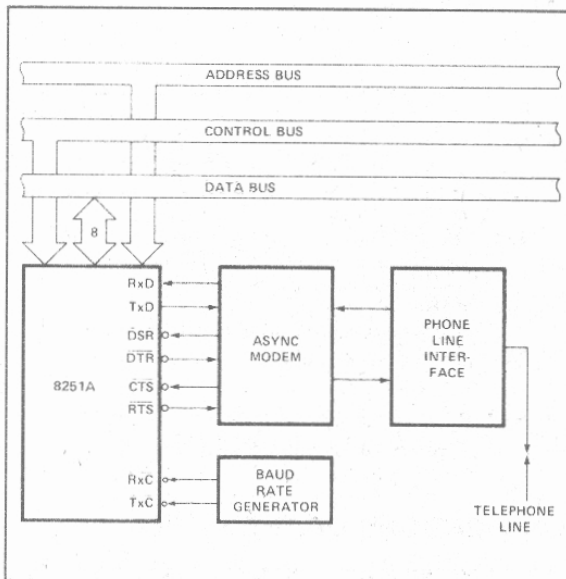 ADDRESS BUS
CONTROL BUS
DATA BUS
8
8251A
RxD
TxD
DSR
DTR
CTS
RTS
RxC
TxC
ASYNC
MODEM
BAUD
RATE
GENERATOR
PHONE
LINE
INTER-
FACE
TELEPHONE
LINE